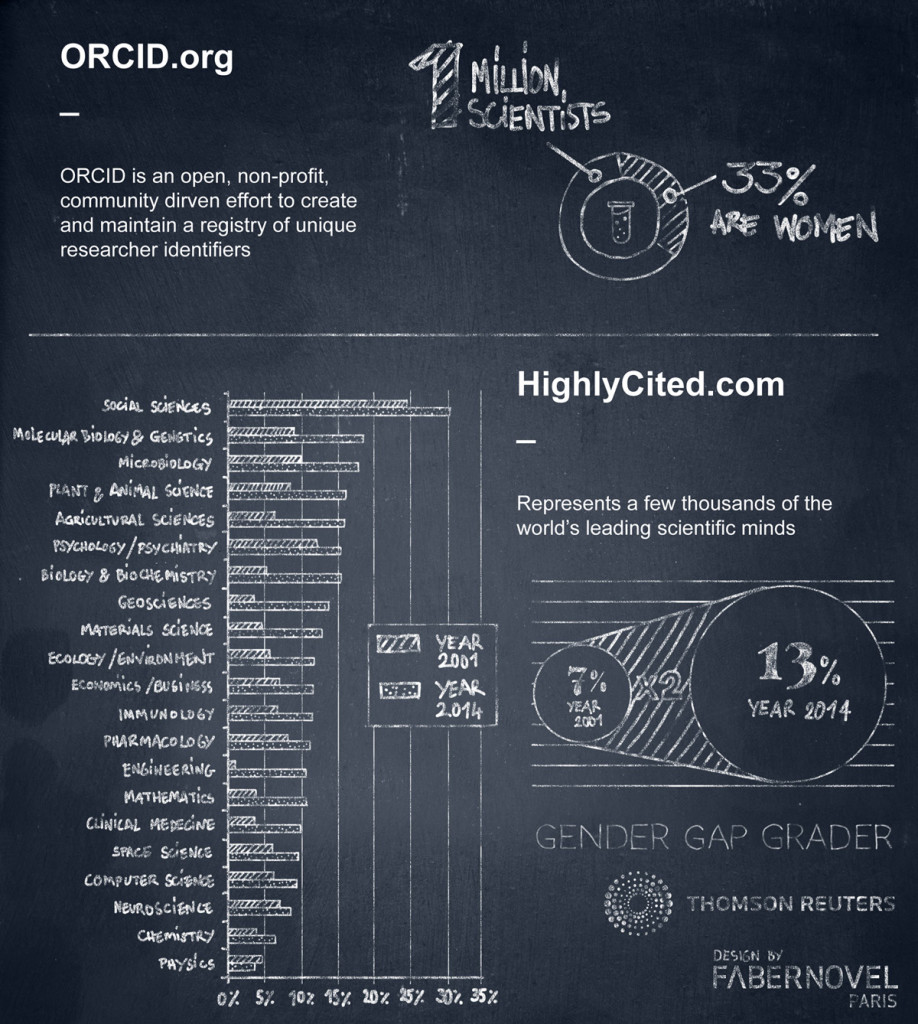 ORCID.org
ORCID is an open, non-profit,
community dirven effort to create
and maintain a registry of unique
researcher identifiers
1 MILLION
SCIENTISTS
33%
ARE WOMEN
SOCIAL SCIENCES
MOLECULAR BIOLOGY & GENETICS
MICROBIOLOGY
PLANT & ANIMAL SCIENCE
AGRICULTURAL SCIENCES
PSYCHOLOGY/PSYCHIATRY
BIOLOGY & BIOCHEMISTRY
GEOSCIENCES
MATERIALS SCIENCE
ECOLOGY/ENVIRONMENT
ECONOMICS/BUSINESS
IMMUNOLOGY
PHARMACOLOGY
ENGINEERING
MATHEMATICS
CLINICAL MEDECINE
SPACE SCIENCE
COMPUTER SCIENCE
NEUROSCIENCE
CHEMISTRY
PHYSICS
0% 5% 10% 15% 20% 25% 30% 35%
YEAR
2001
YEAR
2014
HighlyCited.com
Represents a few thousands of the
world's leading scientific minds
7%
YEAR
2001
X2
13%
YEAR 2014
GENDER GAP GRADER
THOMSON REUTERS
DESIGN BY
FABERNOVEL
PARIS